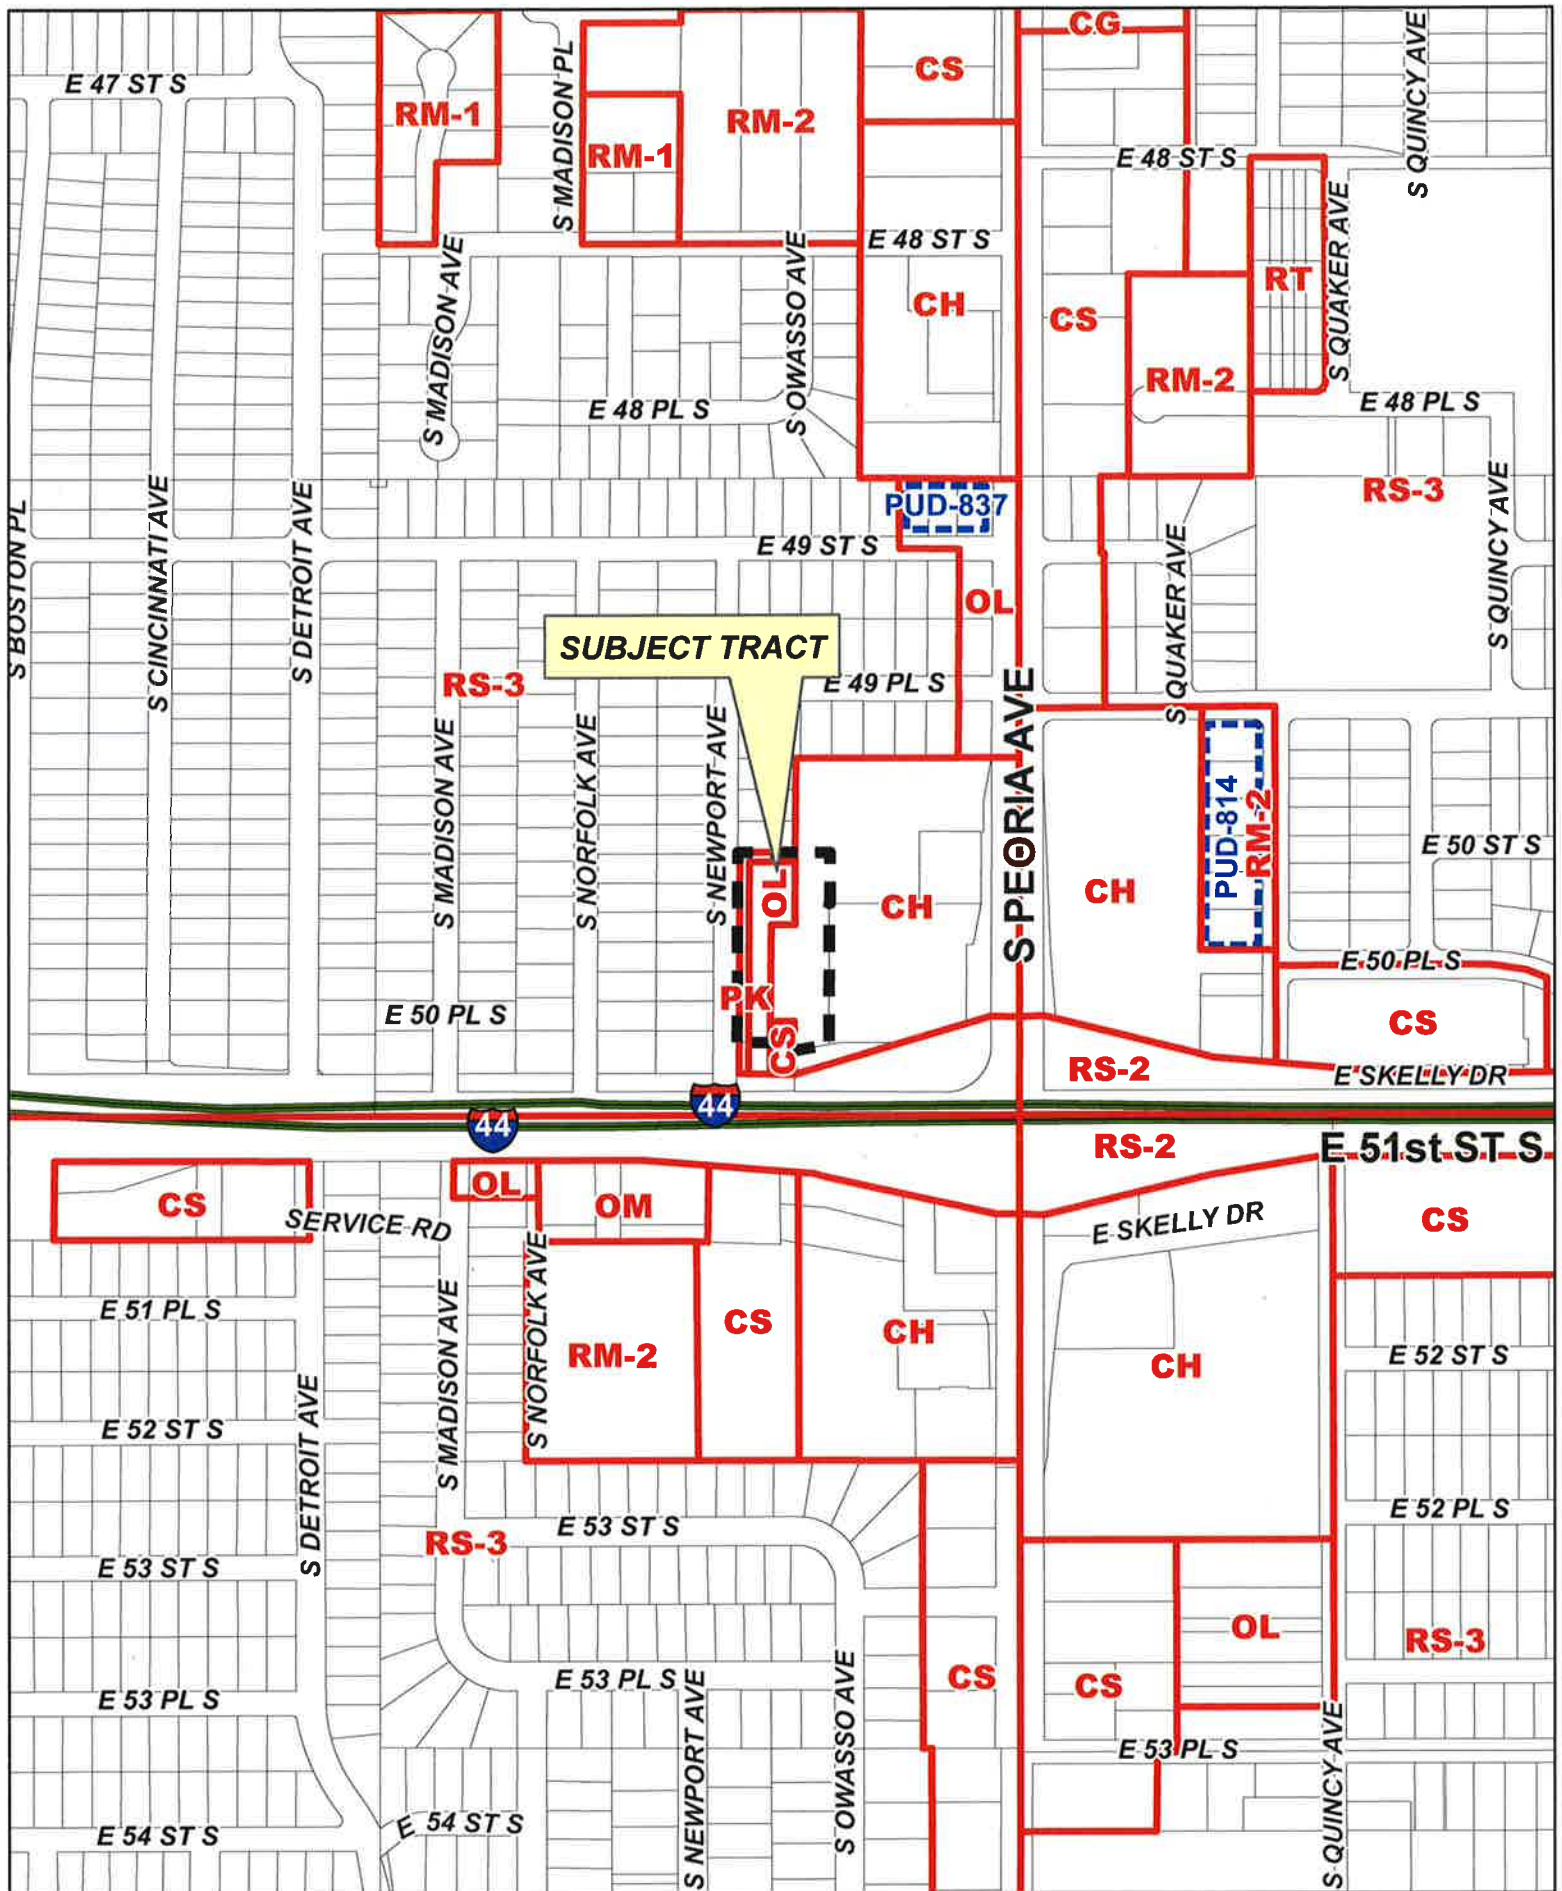 CG
S QUINCY AVE
CS
E 47 ST S
S MADISON PL
RM-1
RM-2
RM-1
E 48 ST S
S QUAKER AVE
E 48 ST S
S MADISON AVE
S OWASSO AVE
RT
CH
CS
RM-2
E 48 PL S
E 48 PL S
RS-3
S BOSTON PL
S CINCINNATI AVE
S DETROIT AVE
PUD-837
S QUINCY AVE
E 49 ST S
S QUAKER AVE
OL
SUBJECT TRACT
RS-3
E 49 PL S
S MADISON AVE
S NORFOLK AVE
S NEWPORT AVE
S PEORIA AVE
PUD-814
RM-2
E 50 ST S
OL
CH
CH
E 50 PL S
PK
E 50 PL S
CS
CS
RS-2
E SKELLY DR
44
44
RS-2
E 51st ST S
OL
CS
OM
SERVICE RD
E SKELLY DR
CS
S NORFOLK AVE
E 51 PL S
S MADISON AVE
CS
CH
RM-2
CH
E 52 ST S
S DETROIT AVE
E 52 ST S
E 52 PL S
E 53 ST S
RS-3
E 53 ST S
OL
RS-3
CS
CS
E 53 PL S
E 53 PL S
S NEWPORT AVE
S OWASSO AVE
E 53 PL S
S QUINCY AVE
E 54 ST S
E 54 ST S